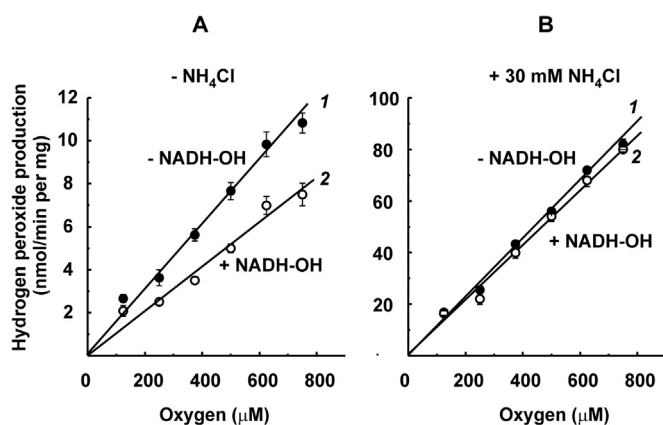 A
B
- NH₄Cl
+ 30 mM NH₄Cl
Hydrogen peroxide production
(nmol/min per mg)
12
10
8
6
4
2
1
- NADH-OH
2
+ NADH-OH
0
200
400
600
800
Oxygen (μM)
100
80
60
40
20
1
- NADH-OH
2
+ NADH-OH
0
200
400
600
800
Oxygen (μM)